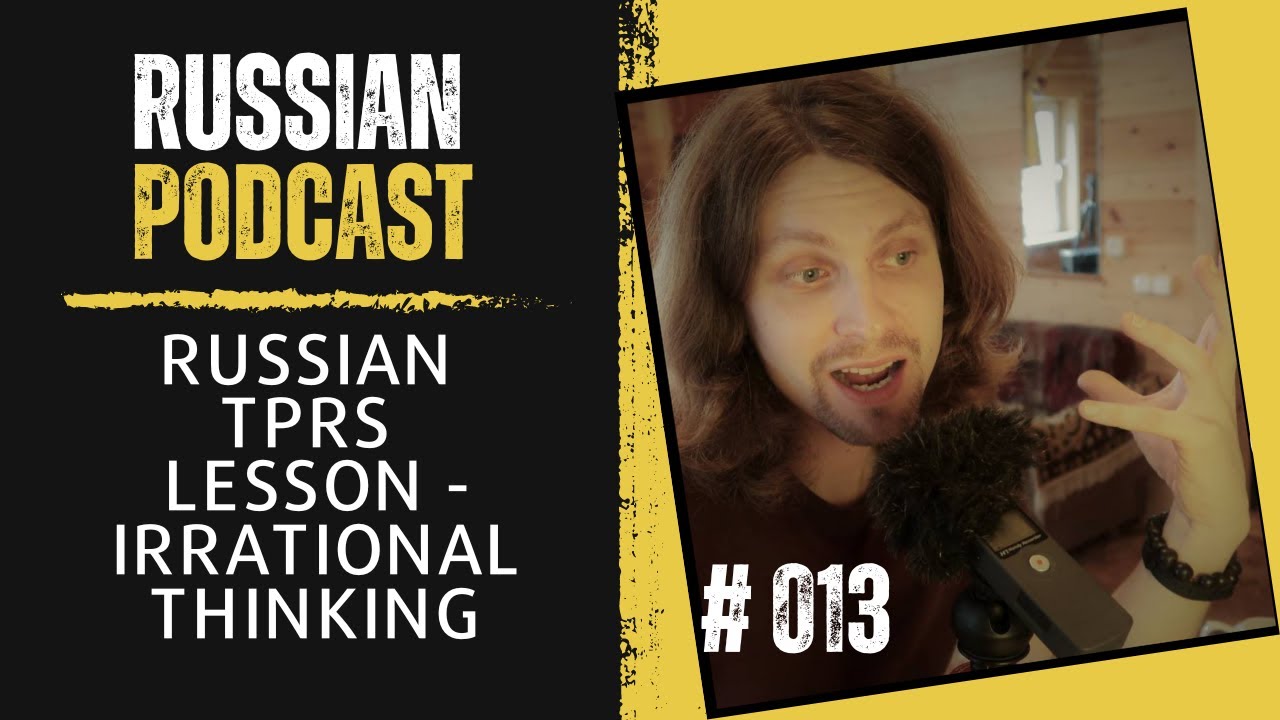 RUSSIAN
PODCAST
RUSSIAN
TPRS
LESSON -
IRRATIONAL
THINKING
# 013